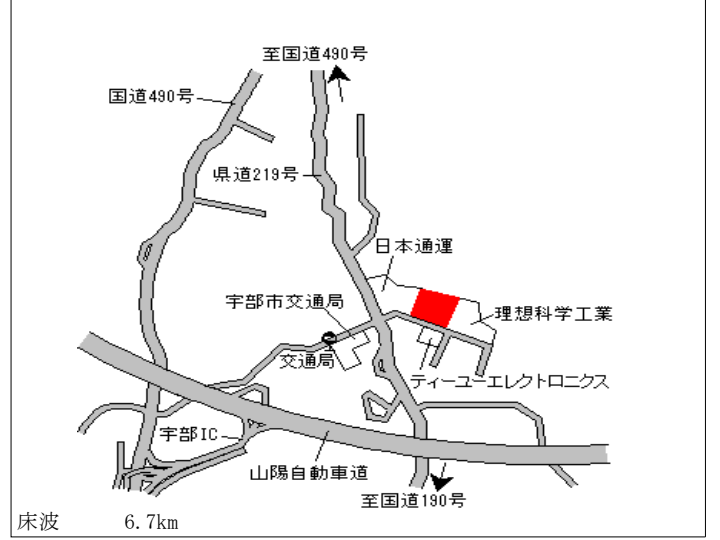 至国道490号
国道490号
県道219号
日本通運
宇部市交通局
理想科学工業
交通局
ティーユーエレクトロニクス
宇部IC
山陽自動車道
至国道190号
床波 6.7km